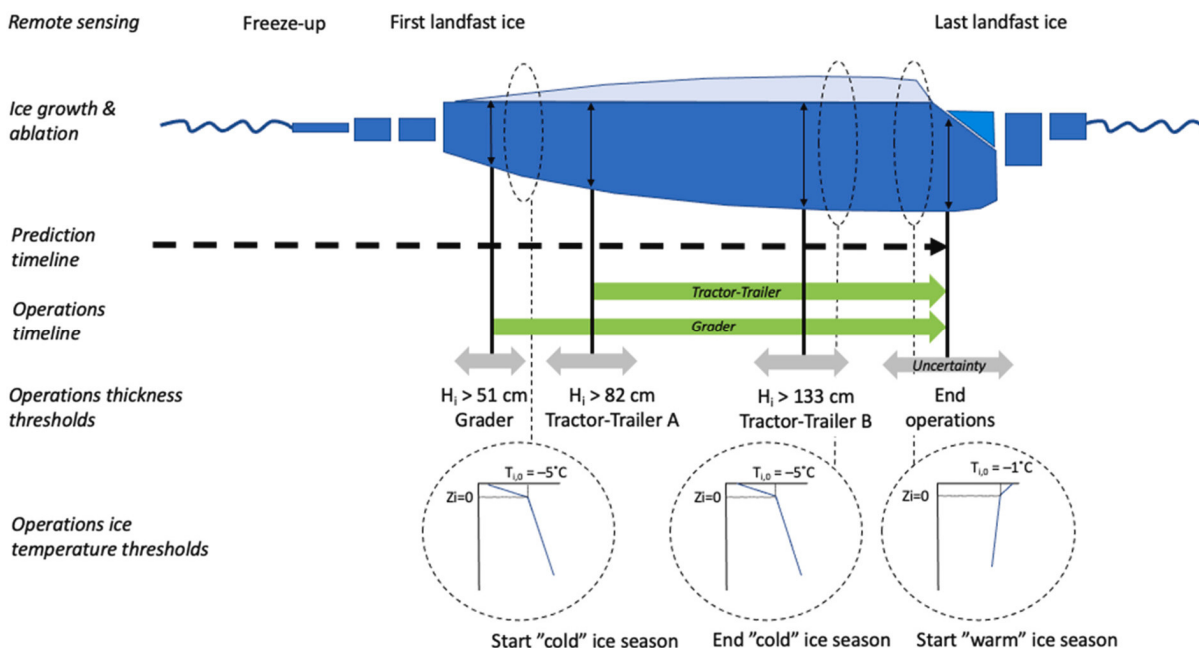 Remote sensing
Freeze-up
First landfast ice
Last landfast ice
Ice growth &
ablation
Prediction
timeline
Operations
timeline
Tractor-Trailer
Grader
Uncertainty
Operations thickness
thresholds
Hᵢ > 51 cm
Grader
Hᵢ > 82 cm
Tractor-Trailer A
Hᵢ > 133 cm
Tractor-Trailer B
End
operations
Operations ice
temperature thresholds
T_{i,0} = –5˚C
Zi=0
T_{i,0} = –5˚C
Zi=0
T_{i,0} = –1˚C
Zi=0
Start ”cold” ice season
End ”cold” ice season
Start ”warm” ice season